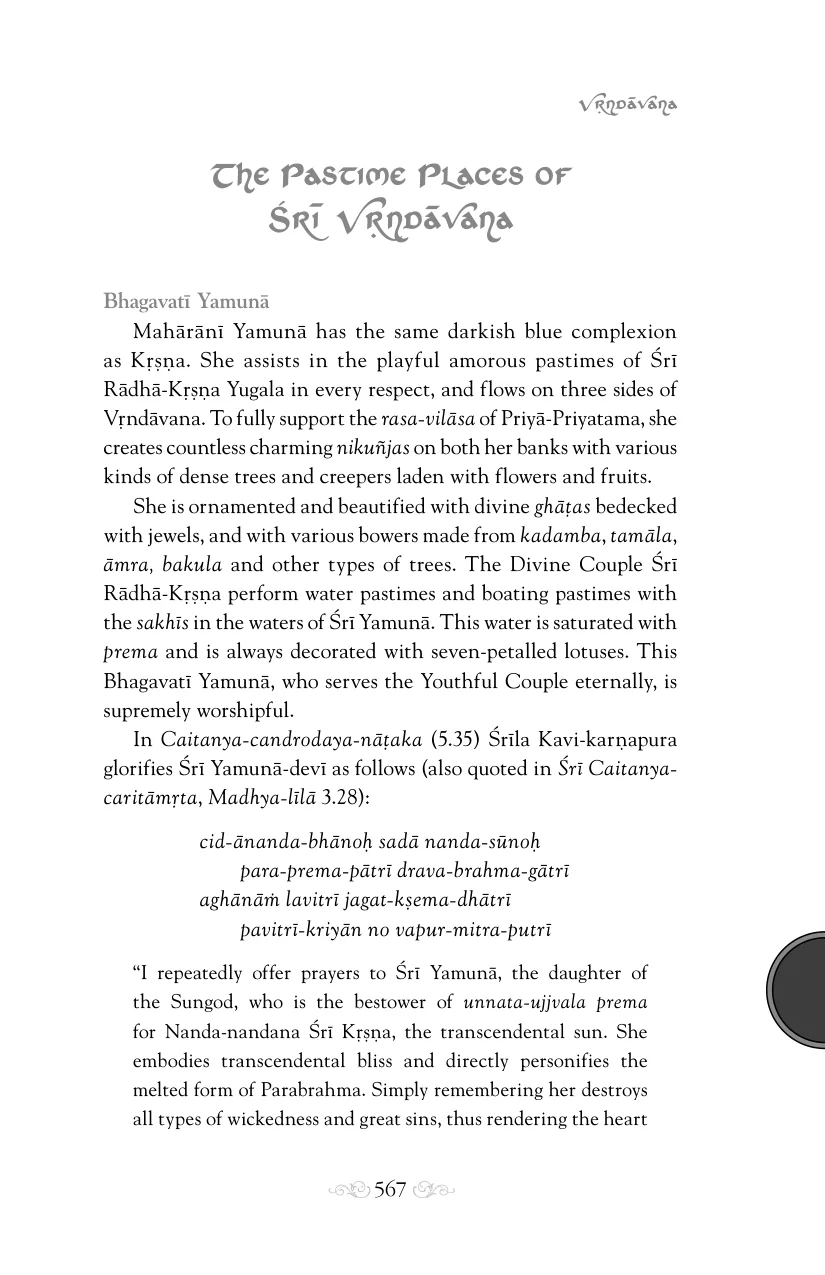 Vṛndāvana
The Pastime Places of
Śrī Vṛndāvana
Bhagavatī Yamunā
Mahārānī Yamunā has the same darkish blue complexion
as Kṛṣṇa. She assists in the playful amorous pastimes of Śrī
Rādhā-Kṛṣṇa Yugala in every respect, and flows on three sides of
Vṛndāvana. To fully support the rasa-vilāsa of Priyā-Priyatama, she
creates countless charming nikuñjas on both her banks with various
kinds of dense trees and creepers laden with flowers and fruits.
She is ornamented and beautified with divine ghāṭas bedecked
with jewels, and with various bowers made from kadamba, tamāla,
āmra, bakula and other types of trees. The Divine Couple Śrī
Rādhā-Kṛṣṇa perform water pastimes and boating pastimes with
the sakhīs in the waters of Śrī Yamunā. This water is saturated with
prema and is always decorated with seven-petalled lotuses. This
Bhagavatī Yamunā, who serves the Youthful Couple eternally, is
supremely worshipful.
In Caitanya-candrodaya-nāṭaka (5.35) Śrīla Kavi-karṇapura
glorifies Śrī Yamunā-devī as follows (also quoted in Śrī Caitanya-
caritāmṛta, Madhya-līlā 3.28):
cid-ānanda-bhānoḥ sadā nanda-sūnoḥ
para-prema-pātrī drava-brahma-gātrī
aghānāṁ lavitrī jagat-kṣema-dhātrī
pavitrī-kriyān no vapur-mitra-putrī
“I repeatedly offer prayers to Śrī Yamunā, the daughter of
the Sungod, who is the bestower of unnata-ujjvala prema
for Nanda-nandana Śrī Kṛṣṇa, the transcendental sun. She
embodies transcendental bliss and directly personifies the
melted form of Parabrahma. Simply remembering her destroys
all types of wickedness and great sins, thus rendering the heart
567